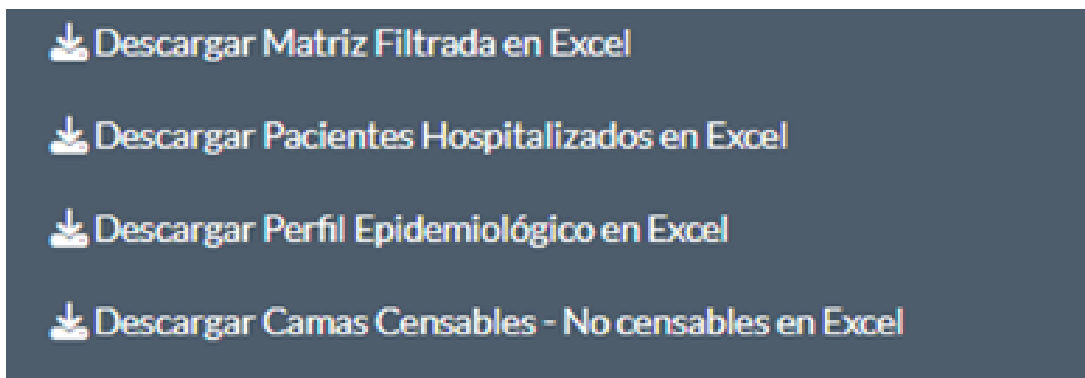 Descargar Matriz Filtrada en Excel
Descargar Pacientes Hospitalizados en Excel
Descargar Perfil Epidemiológico en Excel
Descargar Camas Censables - No censables en Excel